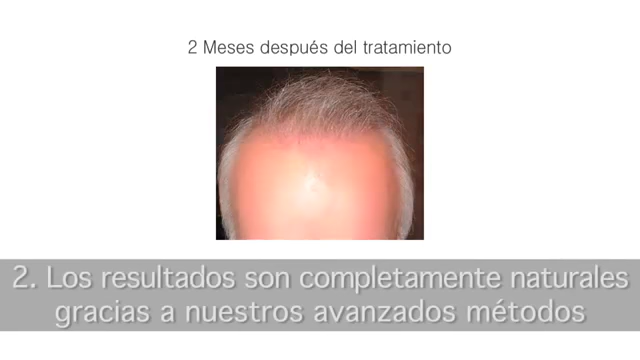 2 Meses después del tratamiento
2. Los resultados son completamente naturales
gracias a nuestros avanzados métodos